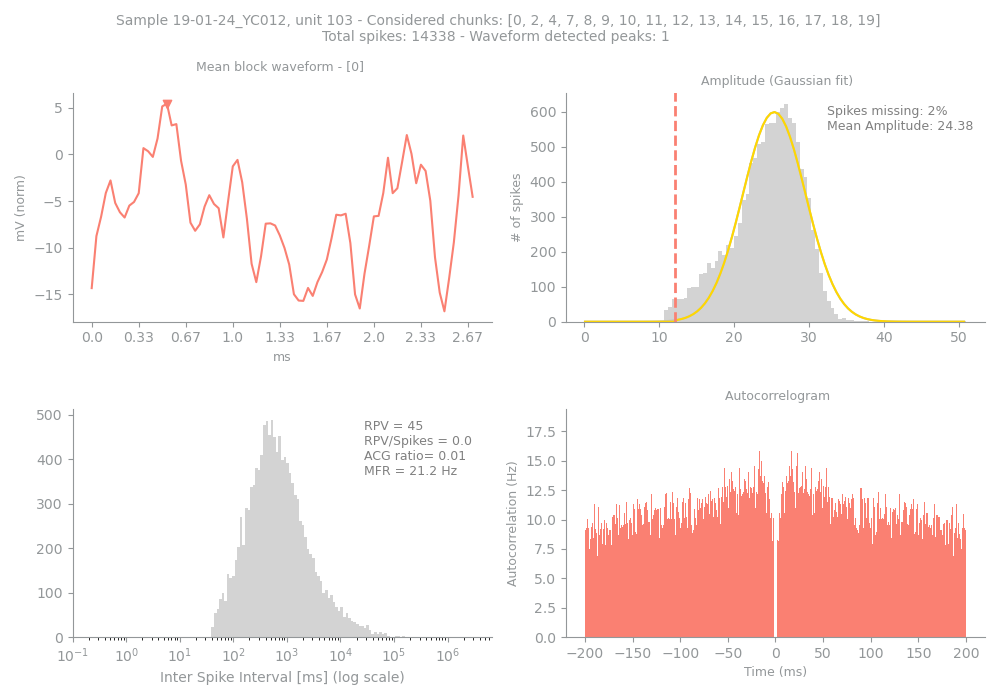 Sample 19-01-24_YC012, unit 103 - Considered chunks: [0, 2, 4, 7, 8, 9, 10, 11, 12, 13, 14, 15, 16, 17, 18, 19]
Total spikes: 14338 - Waveform detected peaks: 1
Mean block waveform - [0]
mV (norm)
5
0
−5
−10
−15
0.0 0.33 0.67 1.0 1.33 1.67 2.0 2.33 2.67
ms
Amplitude (Gaussian fit)
Spikes missing: 2%
Mean Amplitude: 24.38
# of spikes
600
500
400
300
200
100
0
0 10 20 30 40 50
RPV = 45
RPV/Spikes = 0.0
ACG ratio= 0.01
MFR = 21.2 Hz
500
400
300
200
100
0
10⁻¹ 10⁰ 10¹ 10² 10³ 10⁴ 10⁵ 10⁶
Inter Spike Interval [ms] (log scale)
Autocorrelogram
Autocorrelation (Hz)
17.5
15.0
12.5
10.0
7.5
5.0
2.5
0.0
−200 −150 −100 −50 0 50 100 150 200
Time (ms)